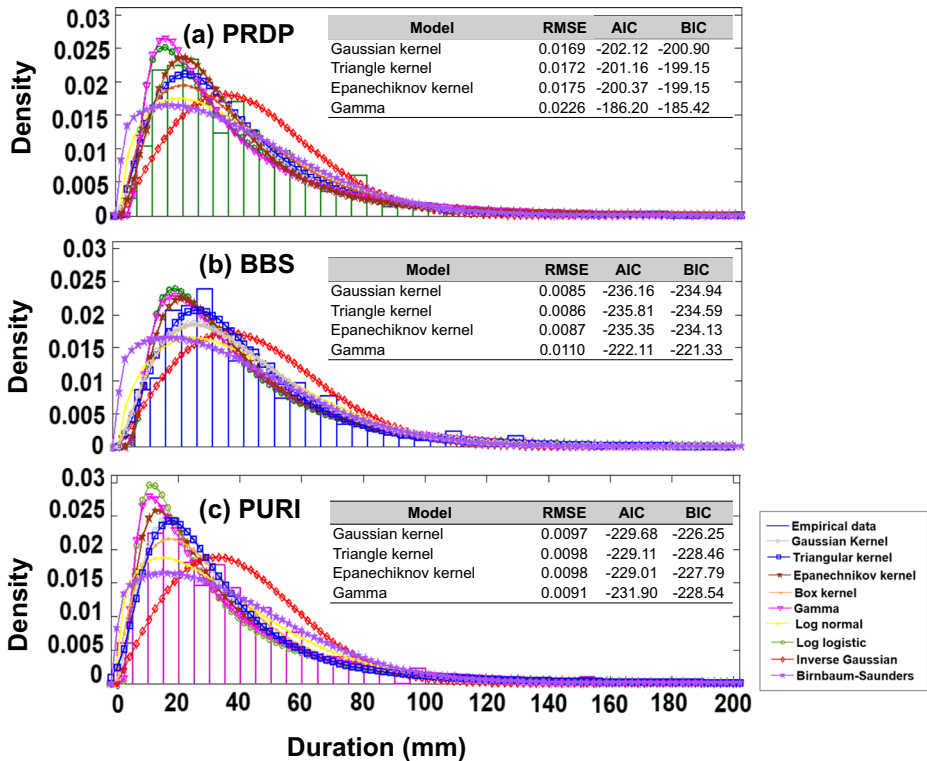 Density
0.03
0.025
0.02
0.015
0.01
0.005
0
(a) PRDP
Model RMSE AIC BIC
Gaussian kernel 0.0169 -202.12 -200.90
Triangle kernel 0.0172 -201.16 -199.15
Epanechiknov kernel 0.0175 -200.37 -199.15
Gamma 0.0226 -186.20 -185.42
Density
0.03
0.025
0.02
0.015
0.01
0.005
0
(b) BBS
Model RMSE AIC BIC
Gaussian kernel 0.0085 -236.16 -234.94
Triangle kernel 0.0086 -235.81 -234.59
Epanechiknov kernel 0.0087 -235.35 -234.13
Gamma 0.0110 -222.11 -221.33
Density
0.03
0.025
0.02
0.015
0.01
0.005
0
(c) PURI
Model RMSE AIC BIC
Gaussian kernel 0.0097 -229.68 -226.25
Triangle kernel 0.0098 -229.11 -228.46
Epanechiknov kernel 0.0098 -229.01 -227.79
Gamma 0.0091 -231.90 -228.54
0 20 40 60 80 100 120 140 160 180 200
Duration (mm)
Empirical data
Gaussian Kernel
Triangular kernel
Epanechnikov kernel
Box kernel
Gamma
Log normal
Log logistic
Inverse Gaussian
Birnbaum-Saunders